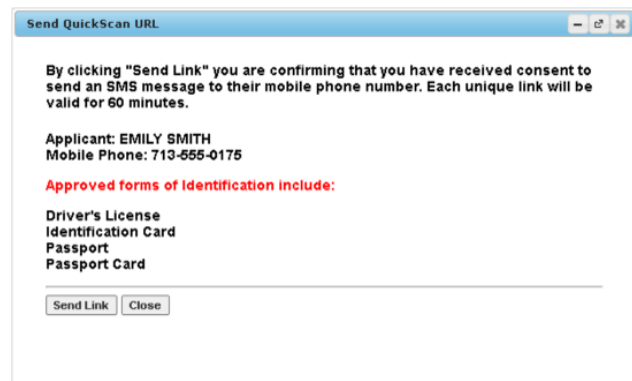 Send QuickScan URL
By clicking "Send Link" you are confirming that you have received consent to
send an SMS message to their mobile phone number. Each unique link will be
valid for 60 minutes.
Applicant: EMILY SMITH
Mobile Phone: 713-555-0175
Approved forms of Identification include:
Driver's License
Identification Card
Passport
Passport Card
Send Link Close